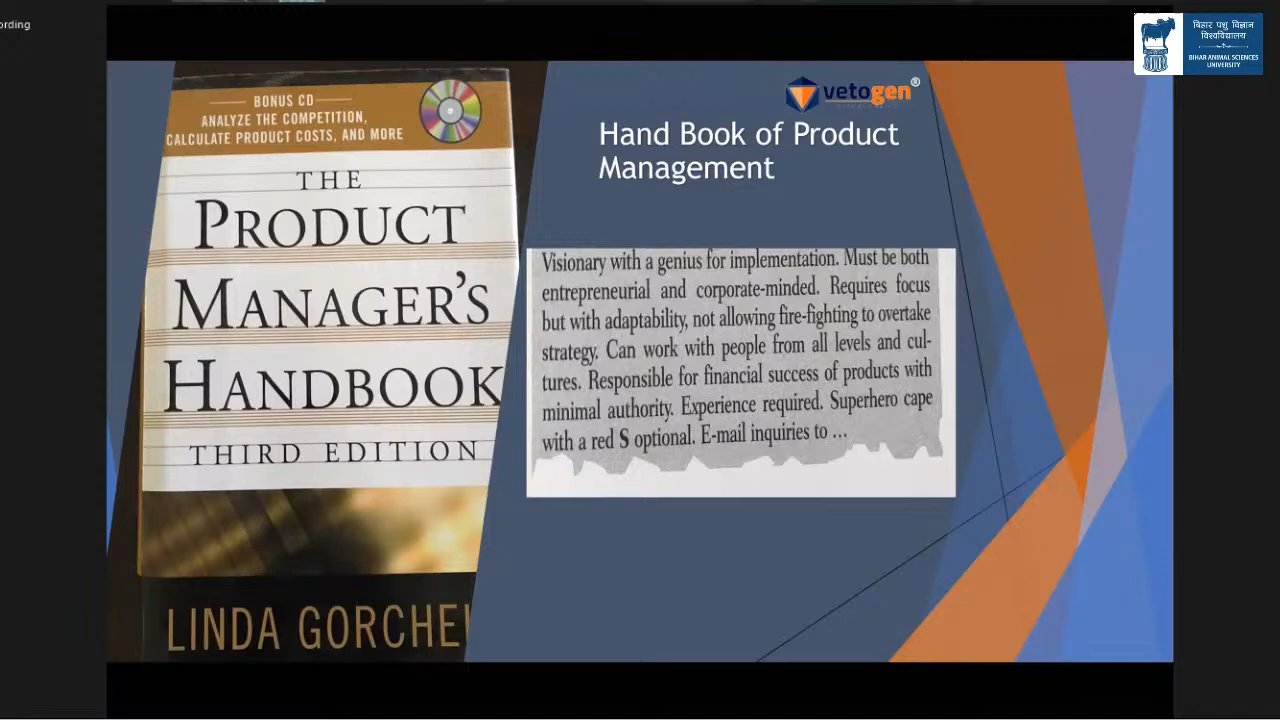 ording
बिहार पशु विज्ञान
विश्वविद्यालय
BIHAR ANIMAL SCIENCES
UNIVERSITY
BONUS CD
ANALYZE THE COMPETITION,
CALCULATE PRODUCT COSTS, AND MORE
THE
PRODUCT
MANAGER'S
HANDBOOK
THIRD EDITION
LINDA GORCHE
vetogen®
Hand Book of Product
Management
Visionary with a genius for implementation. Must be both
entrepreneurial and corporate-minded. Requires focus
but with adaptability, not allowing fire-fighting to overtake
strategy. Can work with people from all levels and cul-
tures. Responsible for financial success of products with
minimal authority. Experience required. Superhero cape
with a red S optional. E-mail inquiries to ...